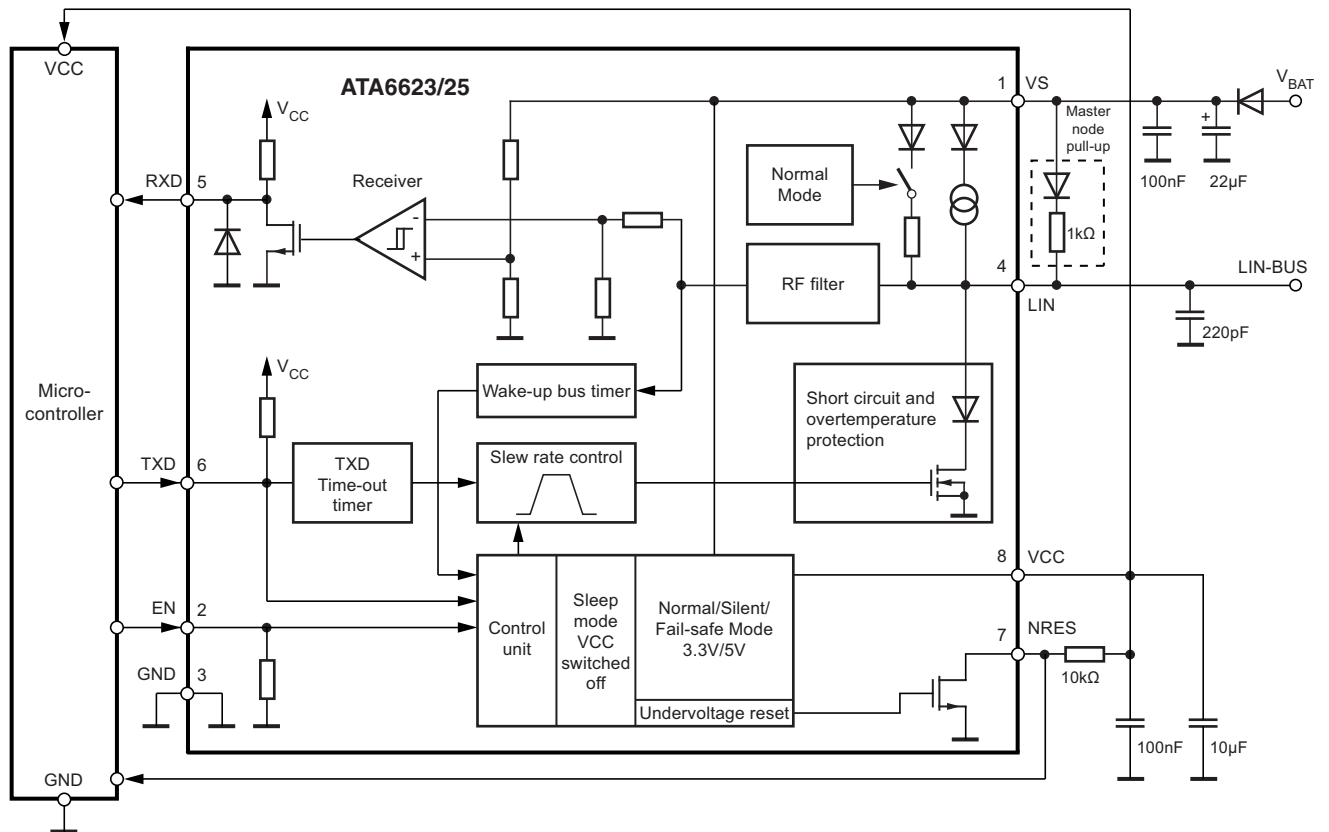 VCC
ATA6623/25
1
VS
V_BAT
V_CC
Master
node
pull-up
100nF
22µF
+
RXD
5
Receiver
-
+
Normal
Mode
1kΩ
4
LIN-BUS
RF filter
LIN
220pF
V_CC
Micro-
controller
Wake-up bus timer
Short circuit and
overtemperature
protection
TXD
6
TXD
Time-out
timer
Slew rate control
8
VCC
EN
2
Control
unit
Sleep
mode
VCC
switched
off
Normal/Silent/
Fail-safe Mode
3.3V/5V
7
NRES
10kΩ
GND
3
Undervoltage reset
100nF
10µF
GND